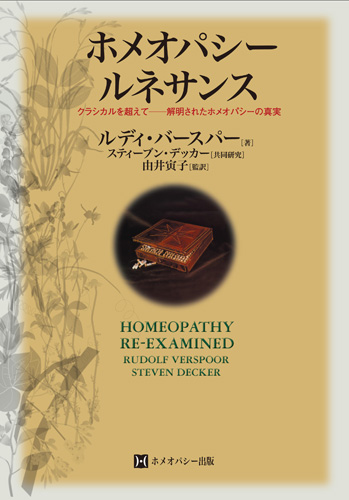 ホメオパシー
ルネサンス
クラシカルを超えて──解明されたホメオパシーの真実
ルディ・バースパー[著]
スティーブン・デッカー[共同研究]
由井寅子[監訳]
HOMEOPATHY
RE-EXAMINED
RUDOLF VERSPOOR
STEVEN DECKER
ホメオパシー出版